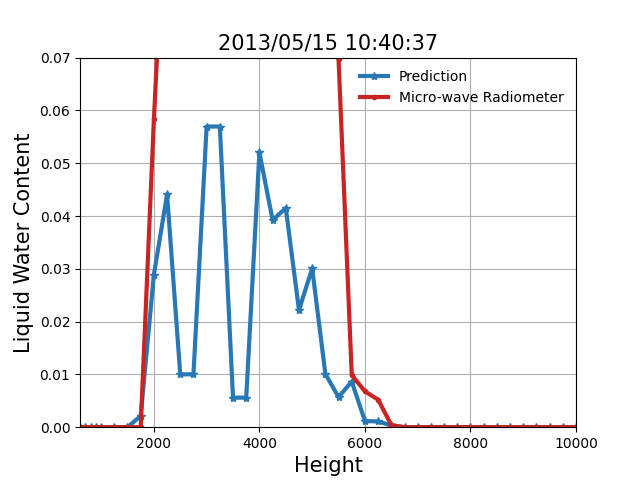 2013/05/15 10:40:37
Prediction
Micro-wave Radiometer
Liquid Water Content
0.07
0.06
0.05
0.04
0.03
0.02
0.01
0.00
2000 4000 6000 8000 10000
Height